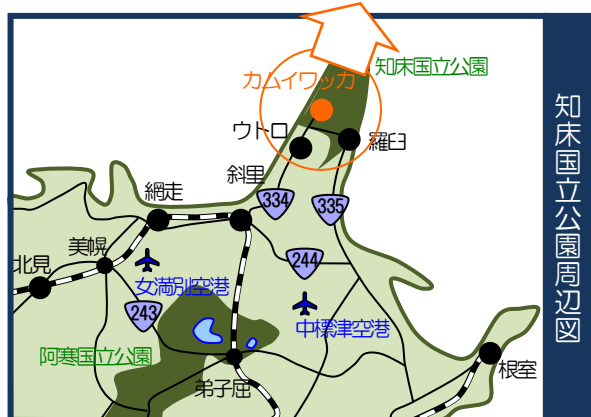 知床国立公園
カムイワッカ
ウトロ
羅臼
斜里
334
335
網走
244
美幌
北見
女満別空港
243
中標津空港
阿寒国立公園
弟子屈
根室
知床国立公園周辺図